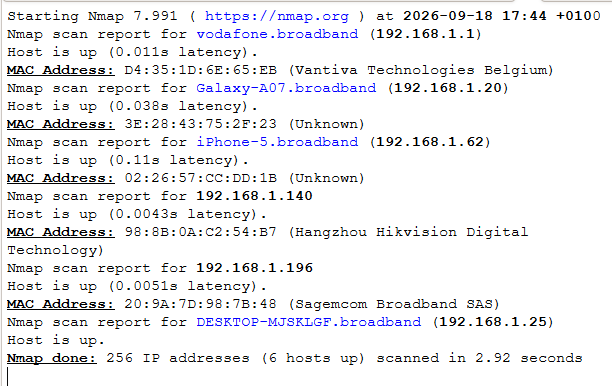 Starting Nmap 7.991 ( https://nmap.org ) at 2026-09-18 17:44 +0100
Nmap scan report for vodafone.broadband (192.168.1.1)
Host is up (0.011s latency).
MAC Address: D4:35:1D:6E:65:EB (Vantiva Technologies Belgium)
Nmap scan report for Galaxy-A07.broadband (192.168.1.20)
Host is up (0.038s latency).
MAC Address: 3E:28:43:75:2F:23 (Unknown)
Nmap scan report for iPhone-5.broadband (192.168.1.62)
Host is up (0.11s latency).
MAC Address: 02:26:57:CC:DD:1B (Unknown)
Nmap scan report for 192.168.1.140
Host is up (0.0043s latency).
MAC Address: 98:8B:0A:C2:54:B7 (Hangzhou Hikvision Digital
Technology)
Nmap scan report for 192.168.1.196
Host is up (0.0051s latency).
MAC Address: 20:9A:7D:98:7B:48 (Sagemcom Broadband SAS)
Nmap scan report for DESKTOP-MJSKLGF.broadband (192.168.1.25)
Host is up.
Nmap done: 256 IP addresses (6 hosts up) scanned in 2.92 seconds